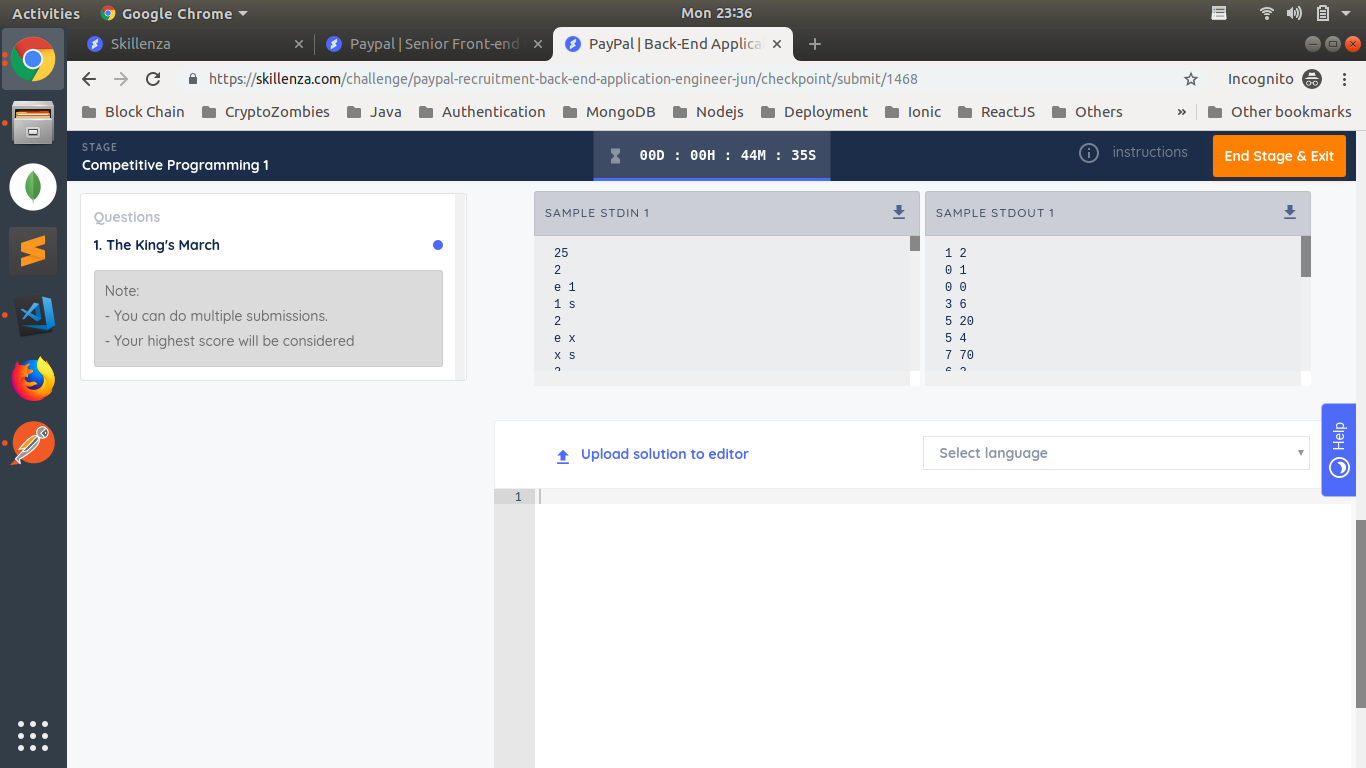 Activities
Google Chrome
Mon 23:36
Skillenza
Paypal | Senior Front-end
PayPal | Back-End Applica
https://skillenza.com/challenge/paypal-recruitment-back-end-application-engineer-jun/checkpoint/submit/1468
Incognito
Block Chain
CryptoZombies
Java
Authentication
MongoDB
Nodejs
Deployment
Ionic
ReactJS
Others
»
Other bookmarks
STAGE
Competitive Programming 1
00D : 00H : 44M : 35S
instructions
End Stage & Exit
Questions
1. The King's March
Note:
- You can do multiple submissions.
- Your highest score will be considered
SAMPLE STDIN 1
25
2
e 1
1 s
2
e x
x s
SAMPLE STDOUT 1
1 2
0 1
0 0
3 6
5 20
5 4
7 70
Upload solution to editor
Select language
1
Help